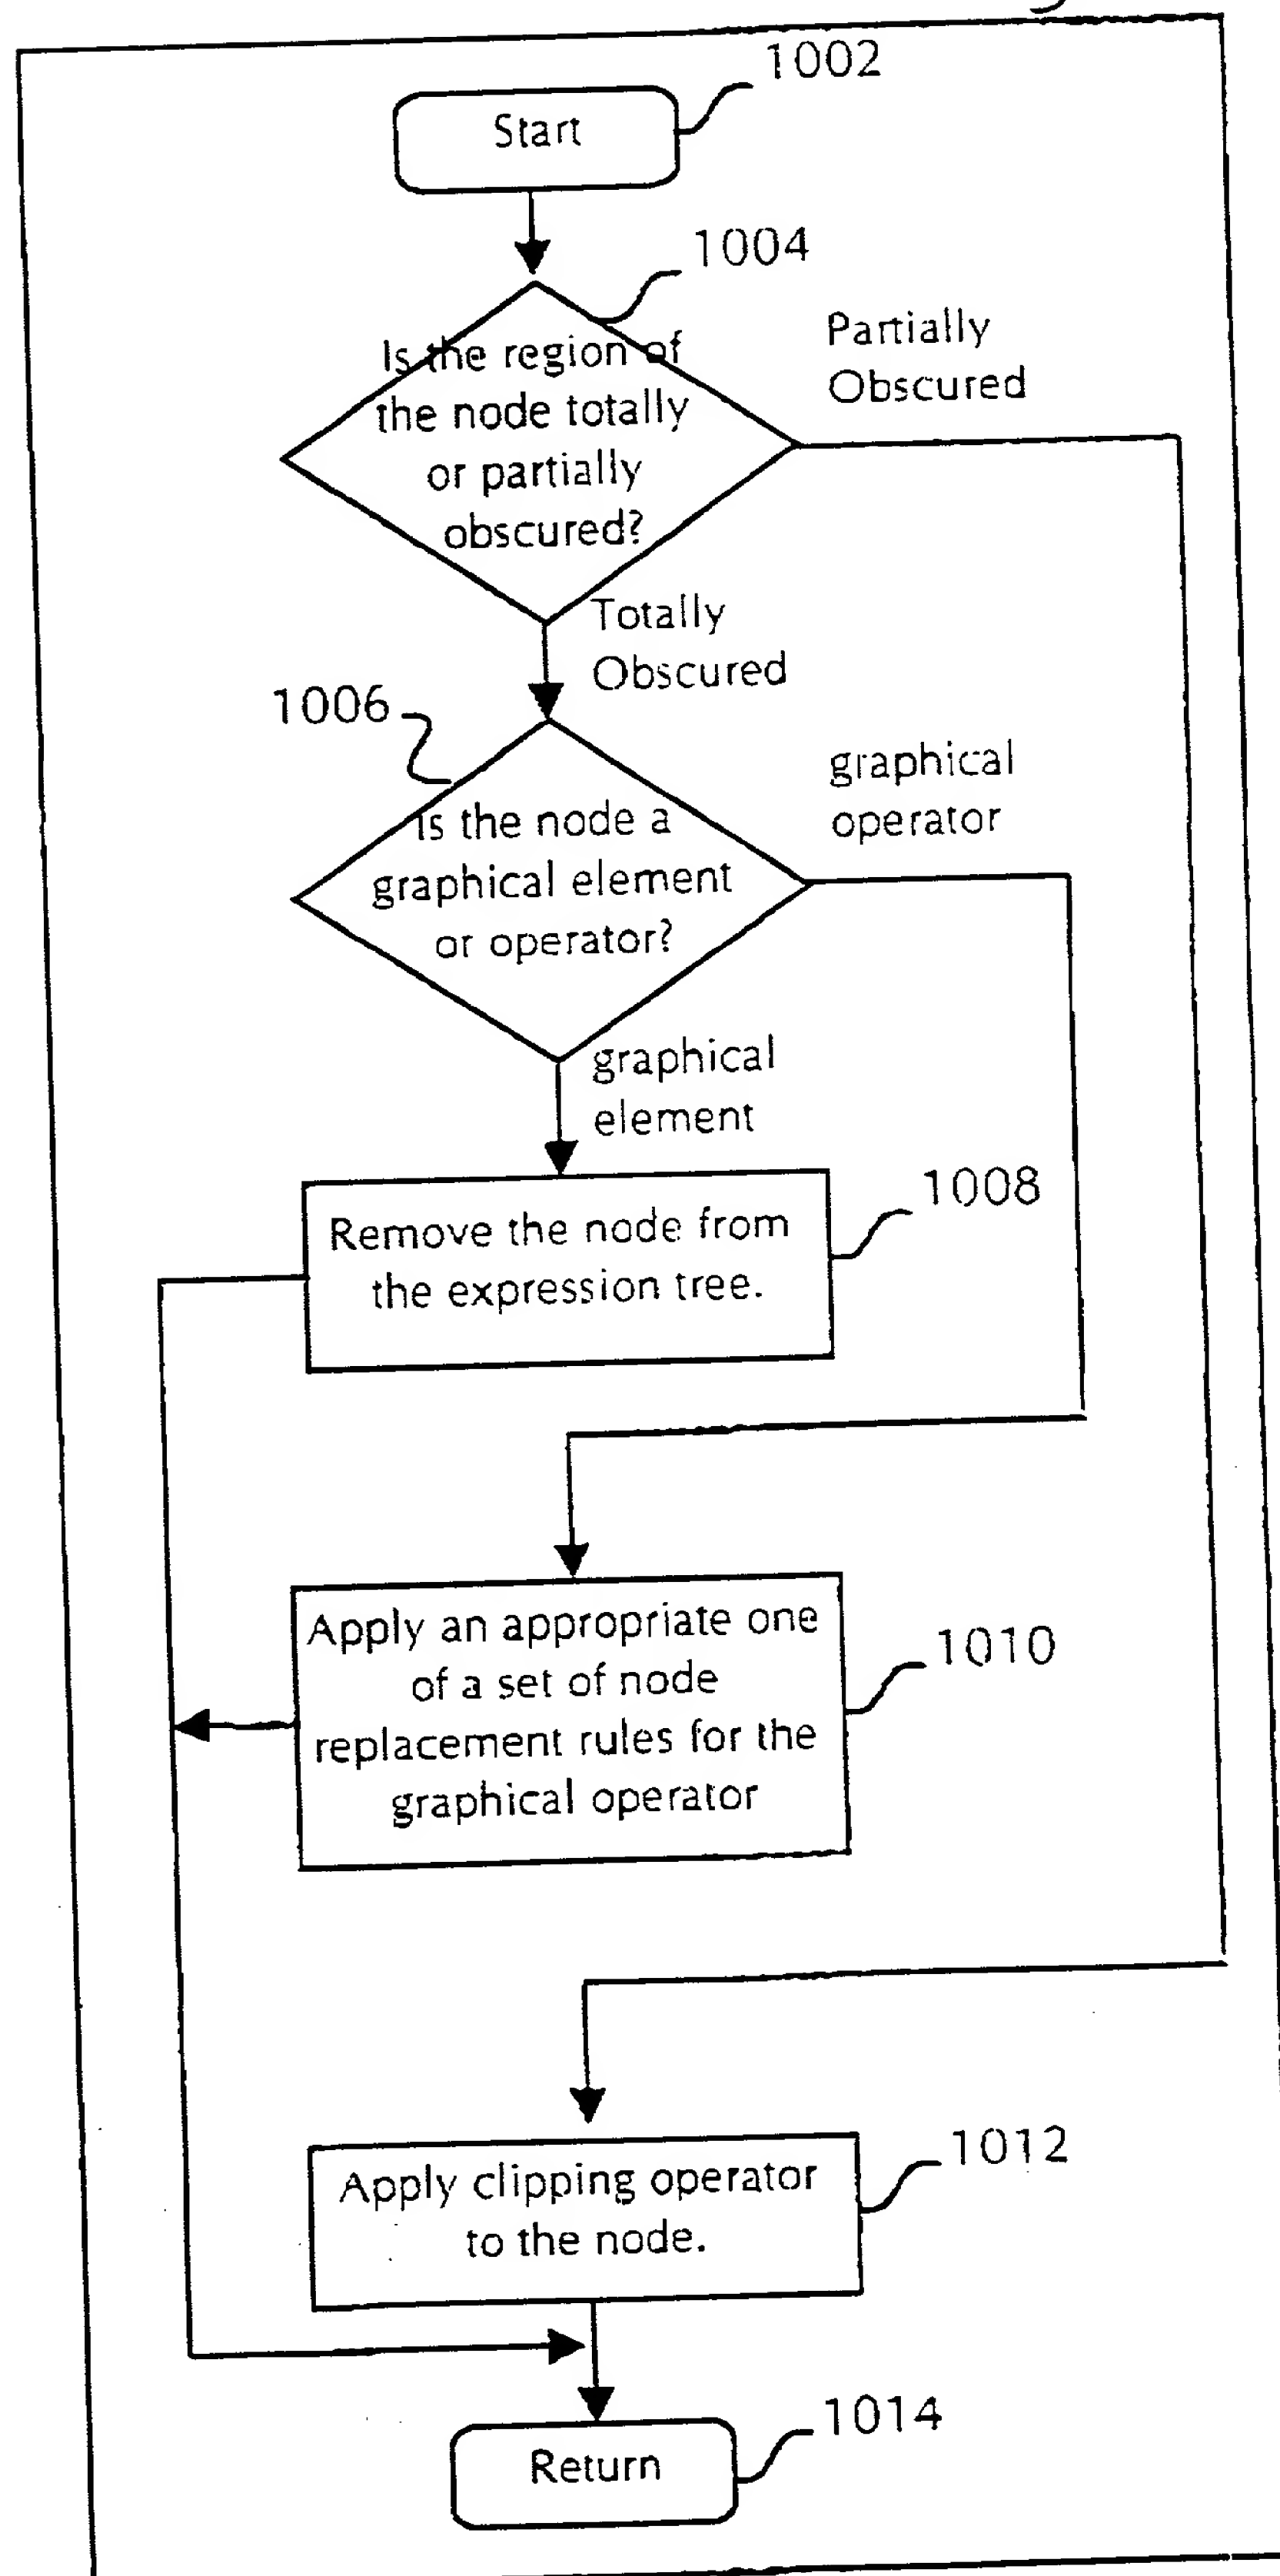 1002
Start
1004
Partially
Obscured
Is the region of
the node totally
or partially
obscured?
Totally
Obscured
1006
graphical
operator
Is the node a
graphical element
or operator?
graphical
element
1008
Remove the node from
the expression tree.
Apply an appropriate one
of a set of node
replacement rules for the
graphical operator
1010
1012
Apply clipping operator
to the node.
1014
Return